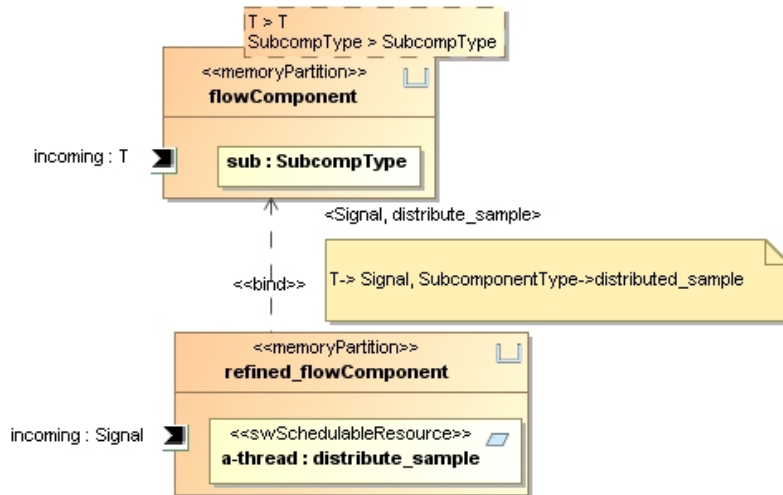 T > T
SubcompType > SubcompType
<<memoryPartition>>
flowComponent
incoming : T
sub : SubcompType
<Signal, distribute_sample>
T-> Signal, SubcomponentType->distributed_sample
<<bind>>
<<memoryPartition>>
refined_flowComponent
incoming : Signal
<<swSchedulableResource>>
a-thread : distribute_sample